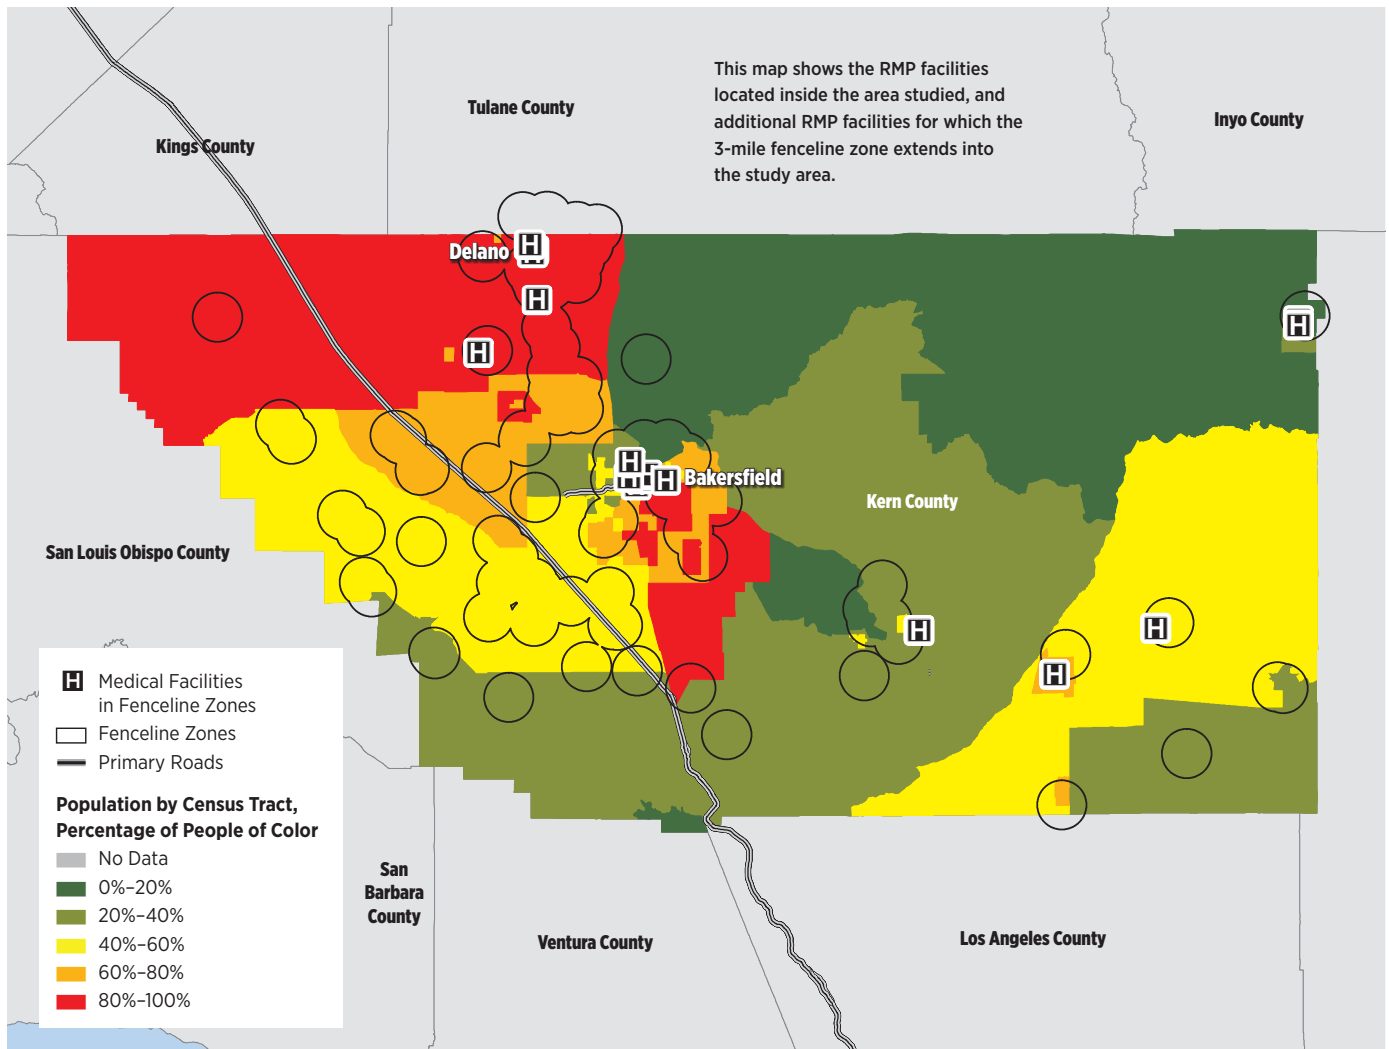 This map shows the RMP facilities
located inside the area studied, and
additional RMP facilities for which the
3-mile fenceline zone extends into
the study area.
Tulane County
Inyo County
Kings County
Delano
H
H
H
H
H
H
H
Bakersfield
Kern County
San Louis Obispo County
H
H
H
H Medical Facilities
in Fenceline Zones
Fenceline Zones
Primary Roads
Population by Census Tract,
Percentage of People of Color
No Data
0%–20%
20%–40%
40%–60%
60%–80%
80%–100%
San
Barbara
County
Ventura County
Los Angeles County